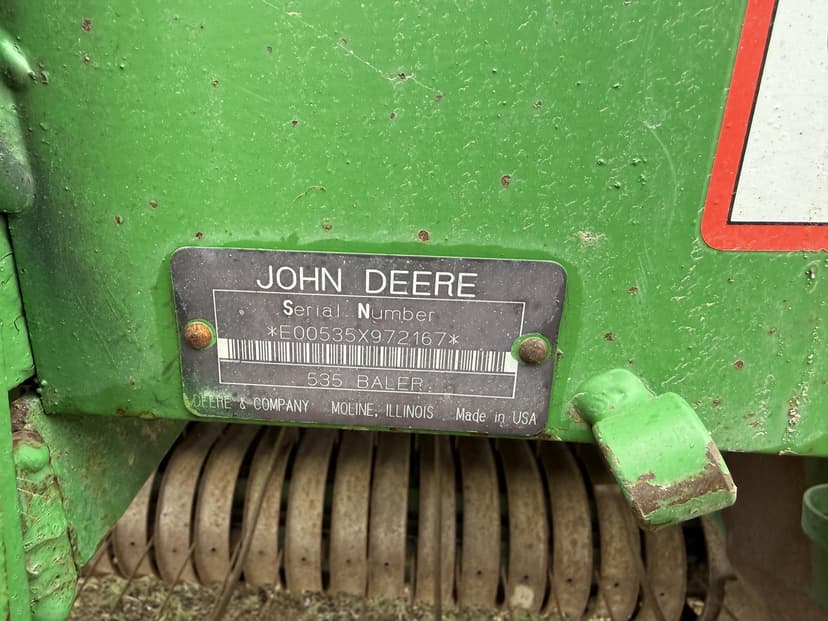 JOHN DEERE
Serial Number
*E00535X972167*
535 BALER
DEERE & COMPANY MOLINE, ILLINOIS Made in USA